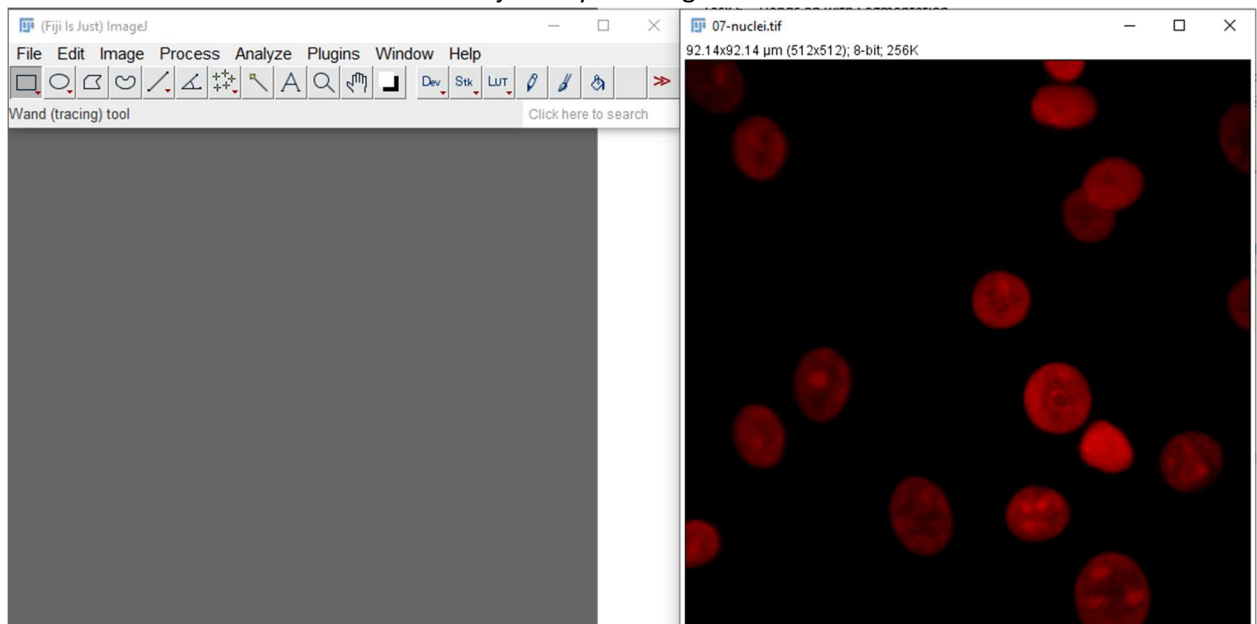 (Fiji Is Just) ImageJ
File Edit Image Process Analyze Plugins Window Help
Dev Stk LUT
Wand (tracing) tool
Click here to search
07-nuclei.tif
92.14x92.14 µm (512x512); 8-bit; 256K